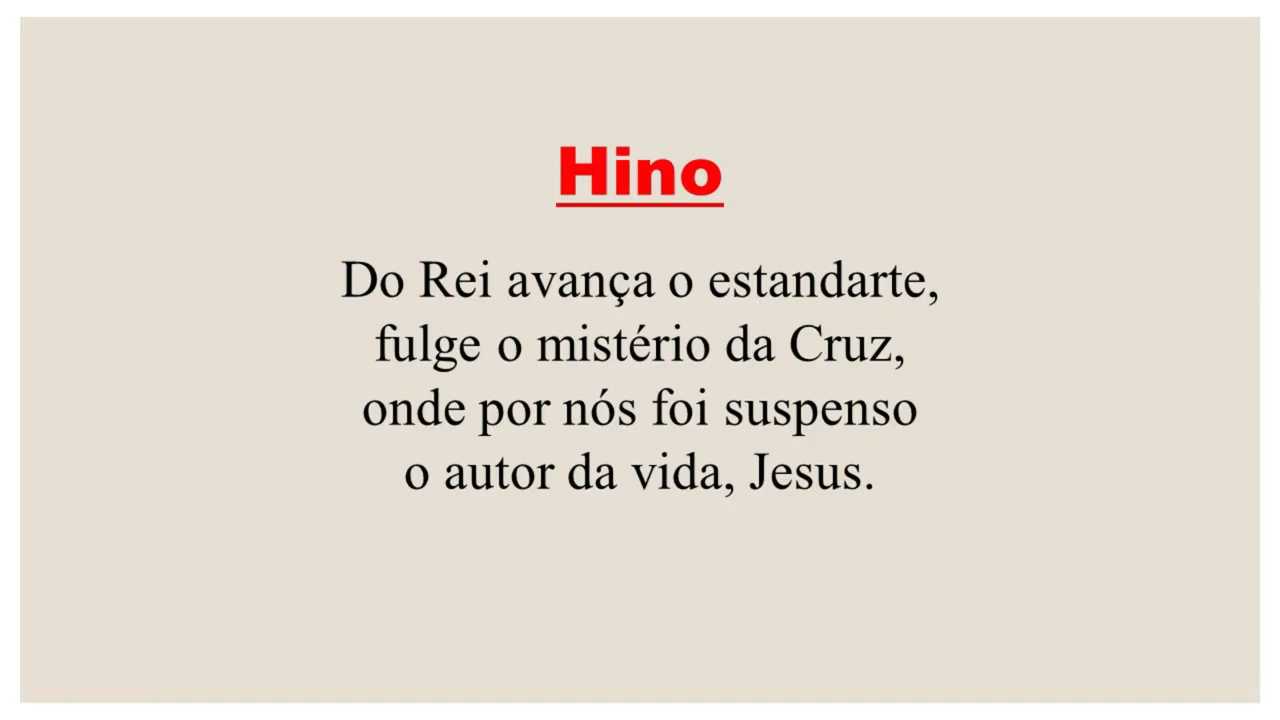 Hino
Do Rei avança o estandarte,
fulge o mistério da Cruz,
onde por nós foi suspenso
o autor da vida, Jesus.